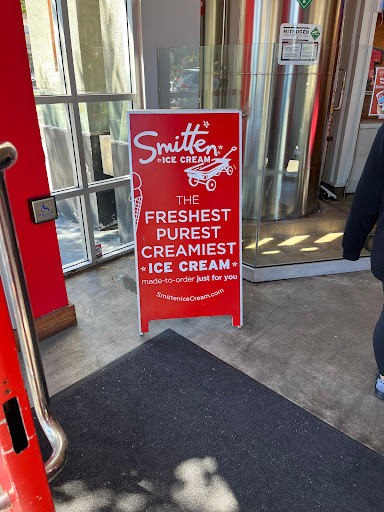 NITROGEN
Smitten
ICE CREAM
THE
FRESHEST
PUREST
CREAMIEST
ICE CREAM
made-to-order just for you
SmittenIceCream.com